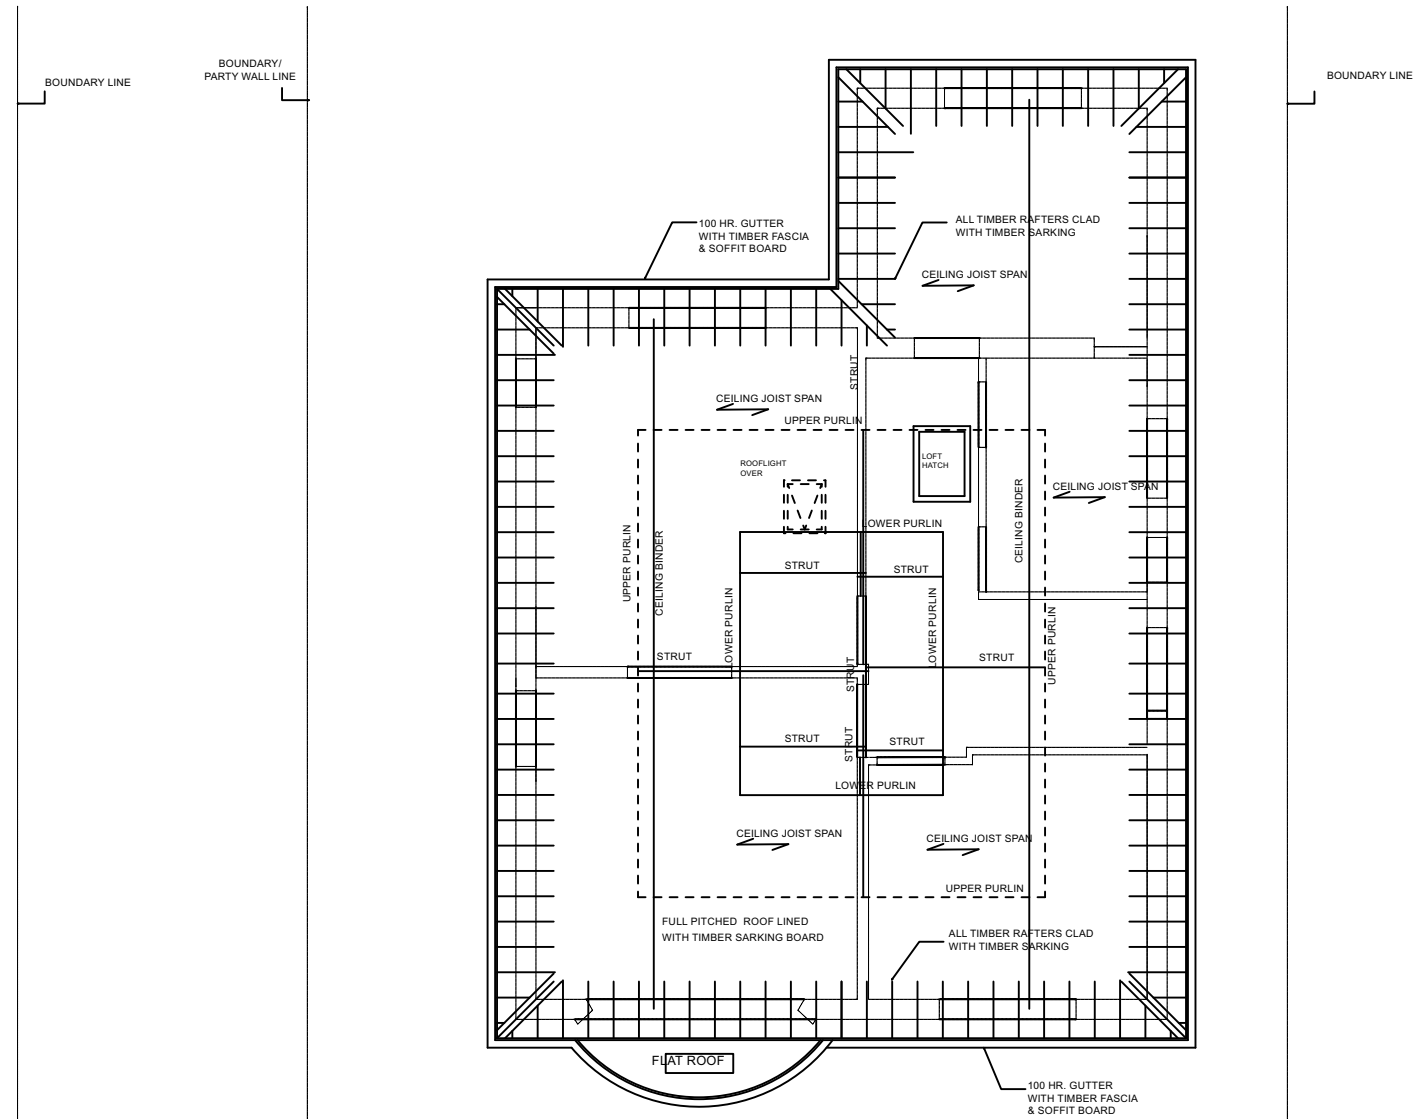 BOUNDARY/
PARTY WALL LINE
BOUNDARY LINE
BOUNDARY LINE
100 HR. GUTTER
WITH TIMBER FASCIA
& SOFFIT BOARD
ALL TIMBER RAFTERS CLAD
WITH TIMBER SARKING
CEILING JOIST SPAN
STRUT
CEILING JOIST SPAN
UPPER PURLIN
ROOFLIGHT
OVER
LOFT
HATCH
CEILING JOIST SPAN
CEILING BINDER
LOWER PURLIN
UPPER PURLIN
CEILING BINDER
STRUT
STRUT
LOWER PURLIN
LOWER PURLIN
UPPER PURLIN
STRUT
STRUT
STRUT
STRUT
STRUT
STRUT
LOWER PURLIN
CEILING JOIST SPAN
CEILING JOIST SPAN
UPPER PURLIN
FULL PITCHED ROOF LINED
WITH TIMBER SARKING BOARD
ALL TIMBER RAFTERS CLAD
WITH TIMBER SARKING
FLAT ROOF
100 HR. GUTTER
WITH TIMBER FASCIA
& SOFFIT BOARD